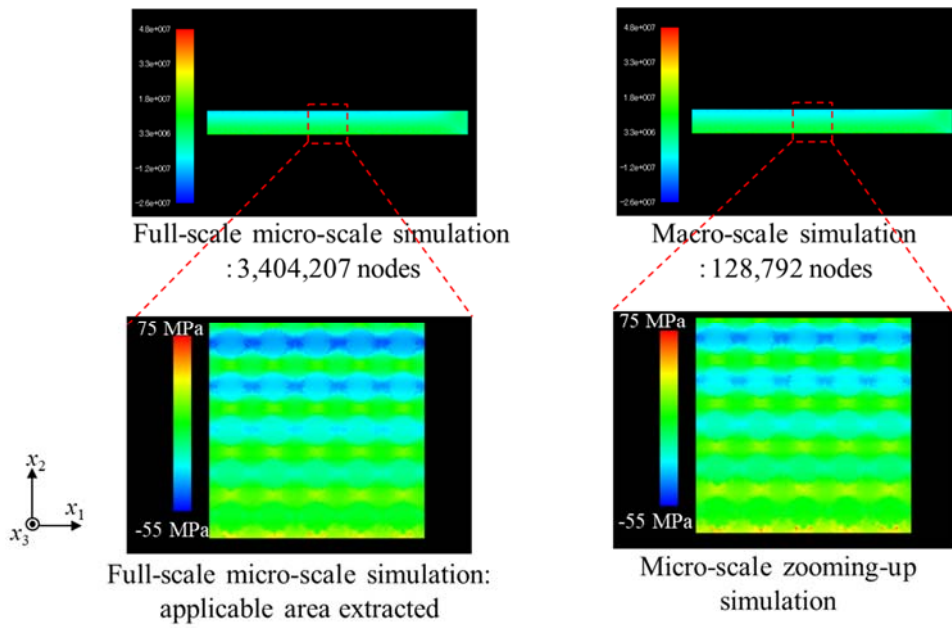 4.8e+007
3.3e+007
1.8e+007
3.3e+006
-1.2e+007
-2.6e+007
4.8e+007
3.3e+007
1.8e+007
3.3e+006
-1.2e+007
-2.6e+007
Full-scale micro-scale simulation
: 3,404,207 nodes
Macro-scale simulation
: 128,792 nodes
75 MPa
-55 MPa
75 MPa
-55 MPa
x2
x1
x3
Full-scale micro-scale simulation:
applicable area extracted
Micro-scale zooming-up
simulation